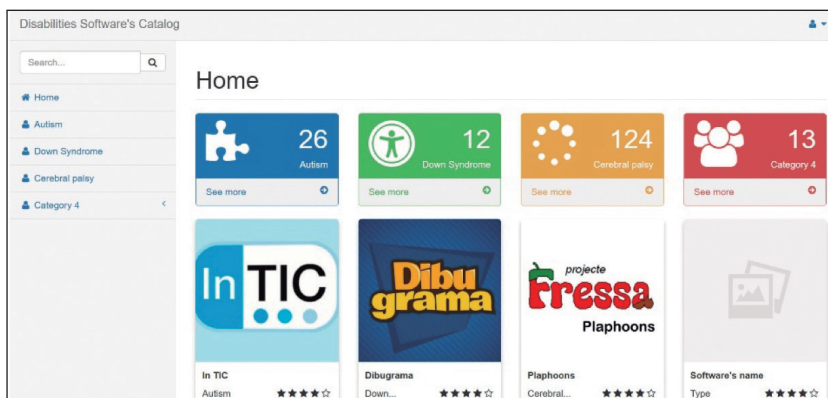 Disabilities Software's Catalog
Search...
Home
Autism
Down Syndrome
Cerebral palsy
Category 4
Home
26
Autism
See more
12
Down Syndrome
See more
124
Cerebral palsy
See more
13
Category 4
See more
In TIC
In TIC
Autism
Dibu
grama
Dibugrama
Down...
projecte
Fressa
Plaphoons
Plaphoons
Cerebral...
Software's name
Type